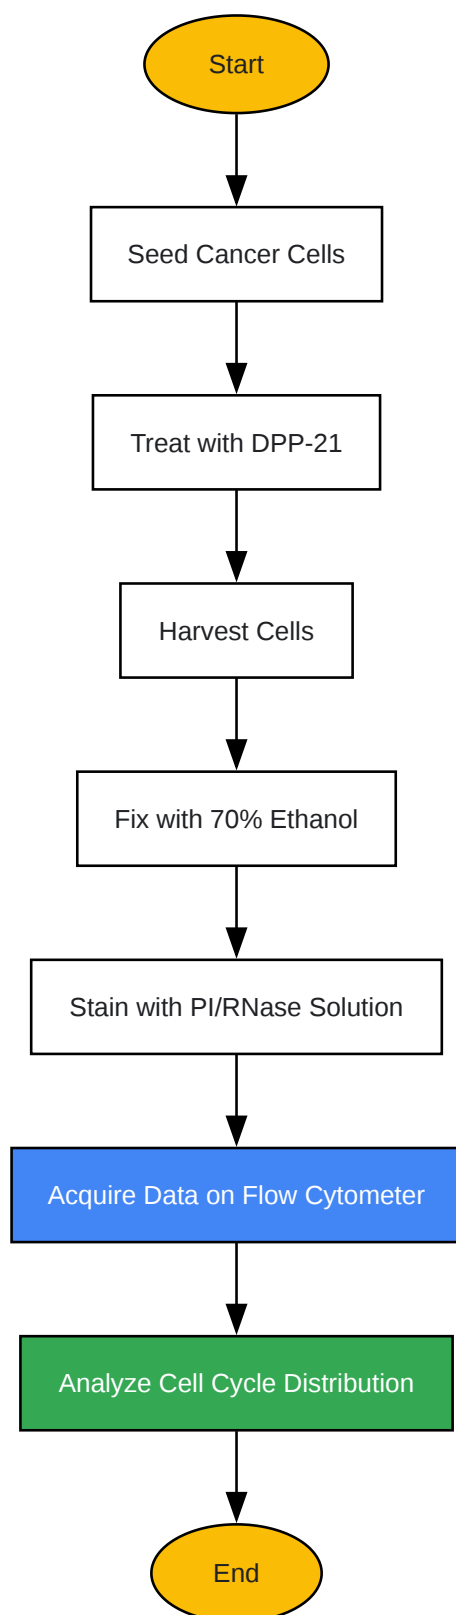 Start
Seed Cancer Cells
Treat with DPP-21
Harvest Cells
Fix with 70% Ethanol
Stain with PI/RNase Solution
Acquire Data on Flow Cytometer
Analyze Cell Cycle Distribution
End